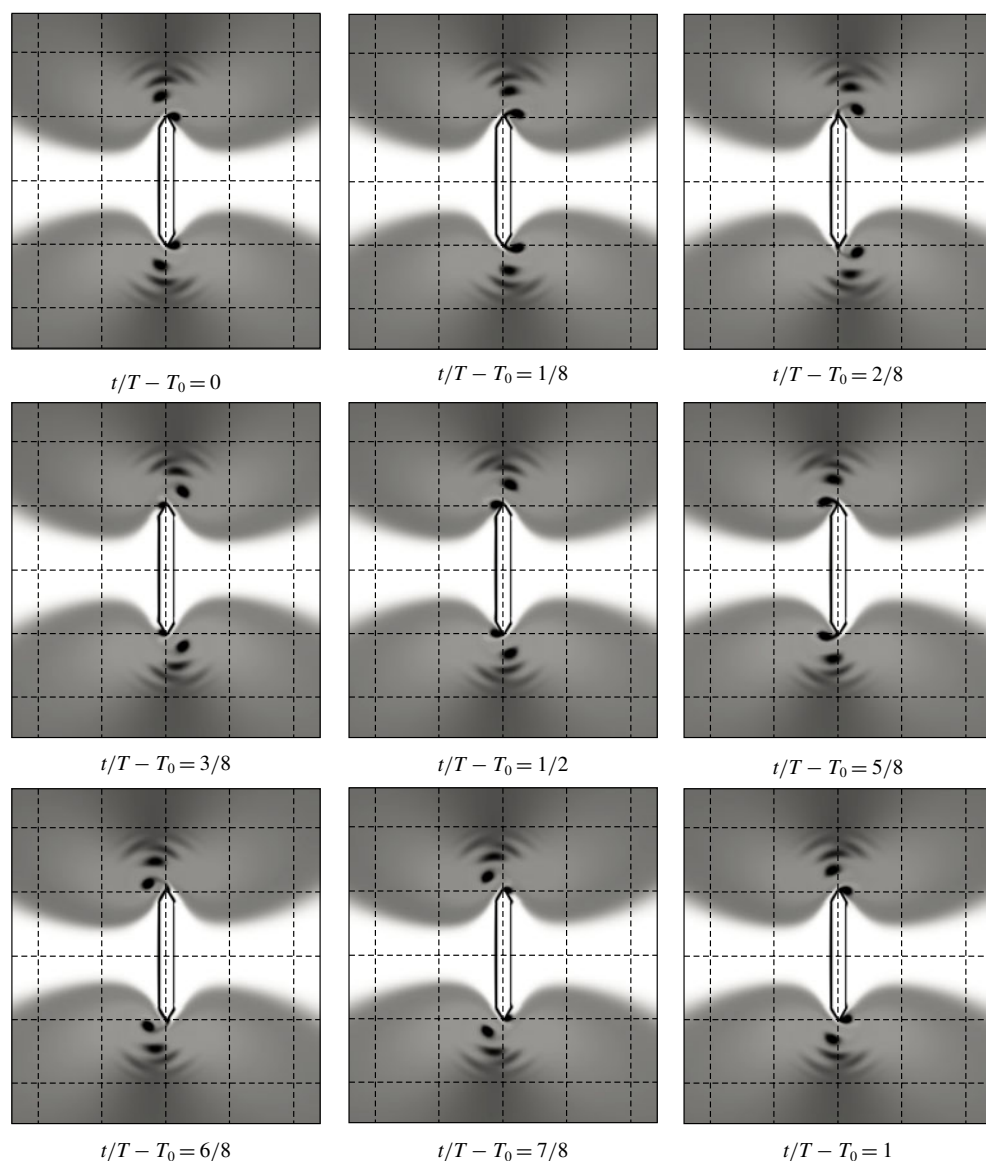 t/T − T₀ = 0
t/T − T₀ = 1/8
t/T − T₀ = 2/8
t/T − T₀ = 3/8
t/T − T₀ = 1/2
t/T − T₀ = 5/8
t/T − T₀ = 6/8
t/T − T₀ = 7/8
t/T − T₀ = 1